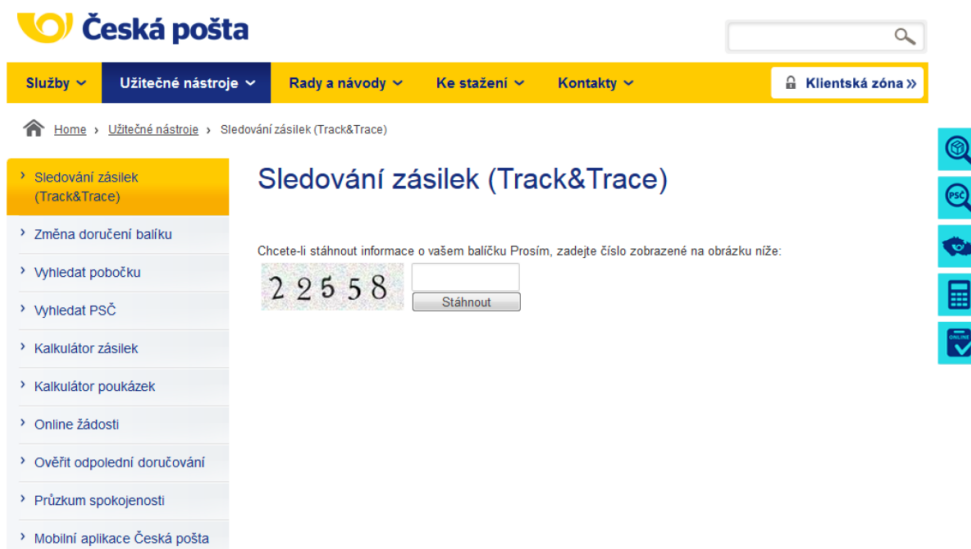 Česká pošta
Služby
Užitečné nástroje
Rady a návody
Ke stažení
Kontakty
Klientská zóna »
Home › Užitečné nástroje › Sledování zásilek (Track&Trace)
Sledování zásilek
(Track&Trace)
Změna doručení balíku
Vyhledat pobočku
Vyhledat PSČ
Kalkulátor zásilek
Kalkulátor poukázek
Online žádosti
Ověřit odpolední doručování
Průzkum spokojenosti
Mobilní aplikace Česká pošta
Sledování zásilek (Track&Trace)
Chcete-li stáhnout informace o vašem balíčku Prosím, zadejte číslo zobrazené na obrázku níže:
22558
Stáhnout
PSČ
ONLINE